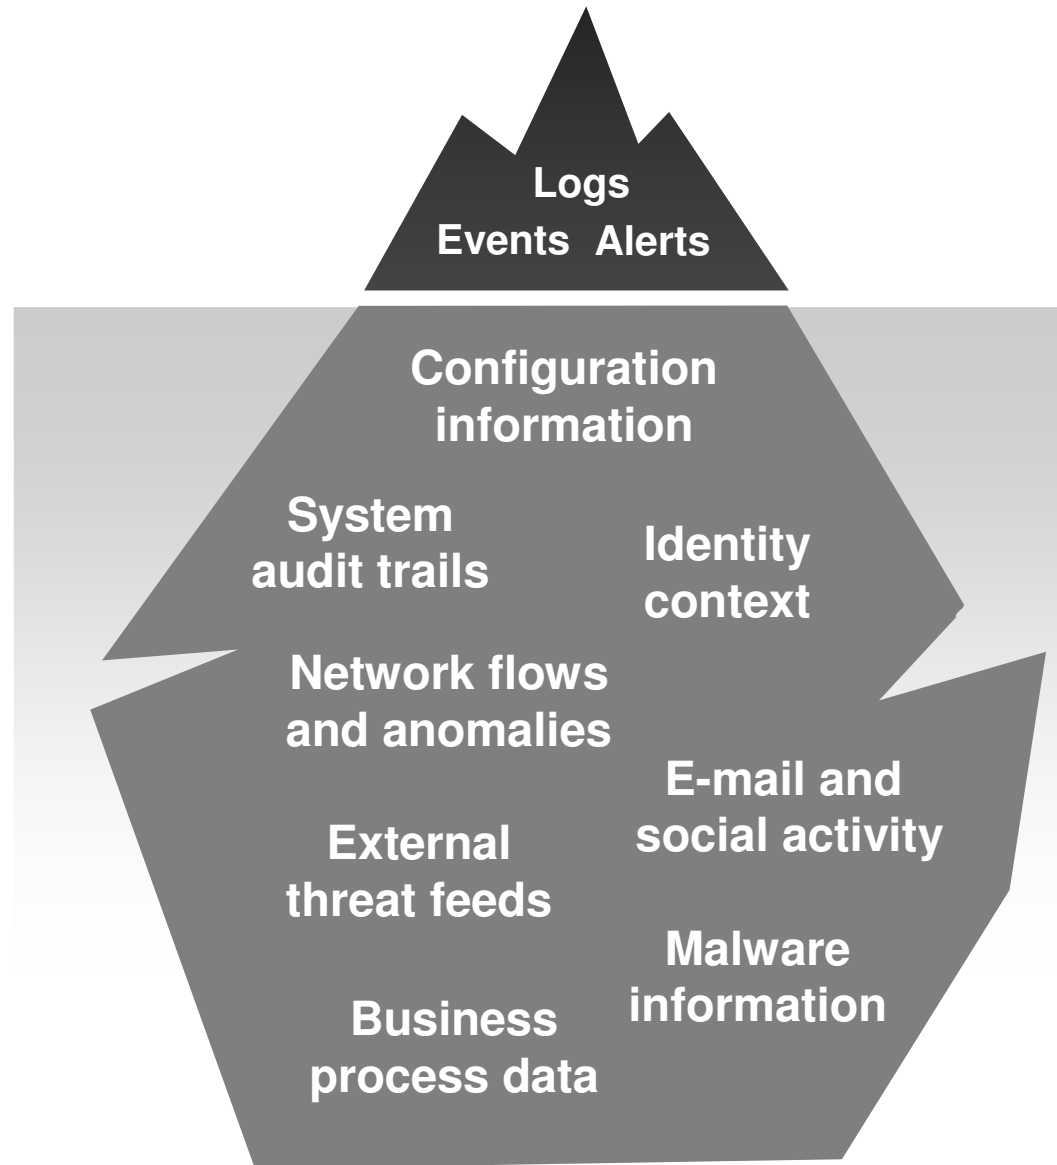 Logs
Events Alerts
Configuration
information
System
audit trails
Identity
context
Network flows
and anomalies
E-mail and
social activity
External
threat feeds
Malware
information
Business
process data